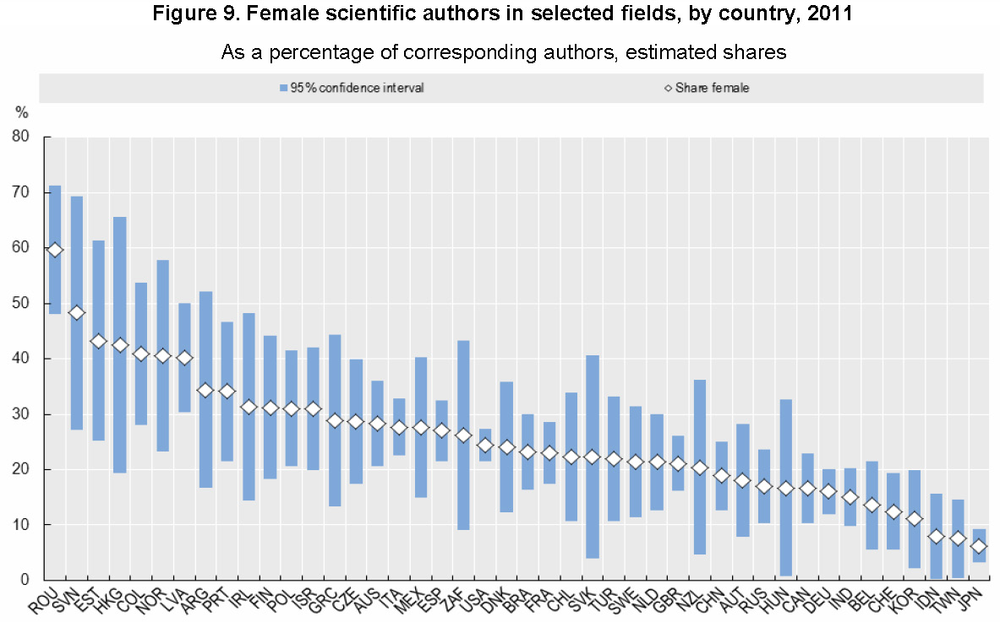 Figure 9. Female scientific authors in selected fields, by country, 2011
As a percentage of corresponding authors, estimated shares
95% confidence interval
Share female
%
80
70
60
50
40
30
20
10
0
ROU
SVN
EST
HKG
COL
NOR
LVA
ARG
PRT
IRL
FIN
POL
ISR
GRC
CZE
AUS
ITA
MEX
ESP
ZAF
USA
DNK
BRA
FRA
CHL
SVK
TUR
SWE
NLD
GBR
NZL
CHN
AUT
RUS
HUN
CAN
DEU
IND
BEL
CHE
KOR
IDN
TWN
JPN